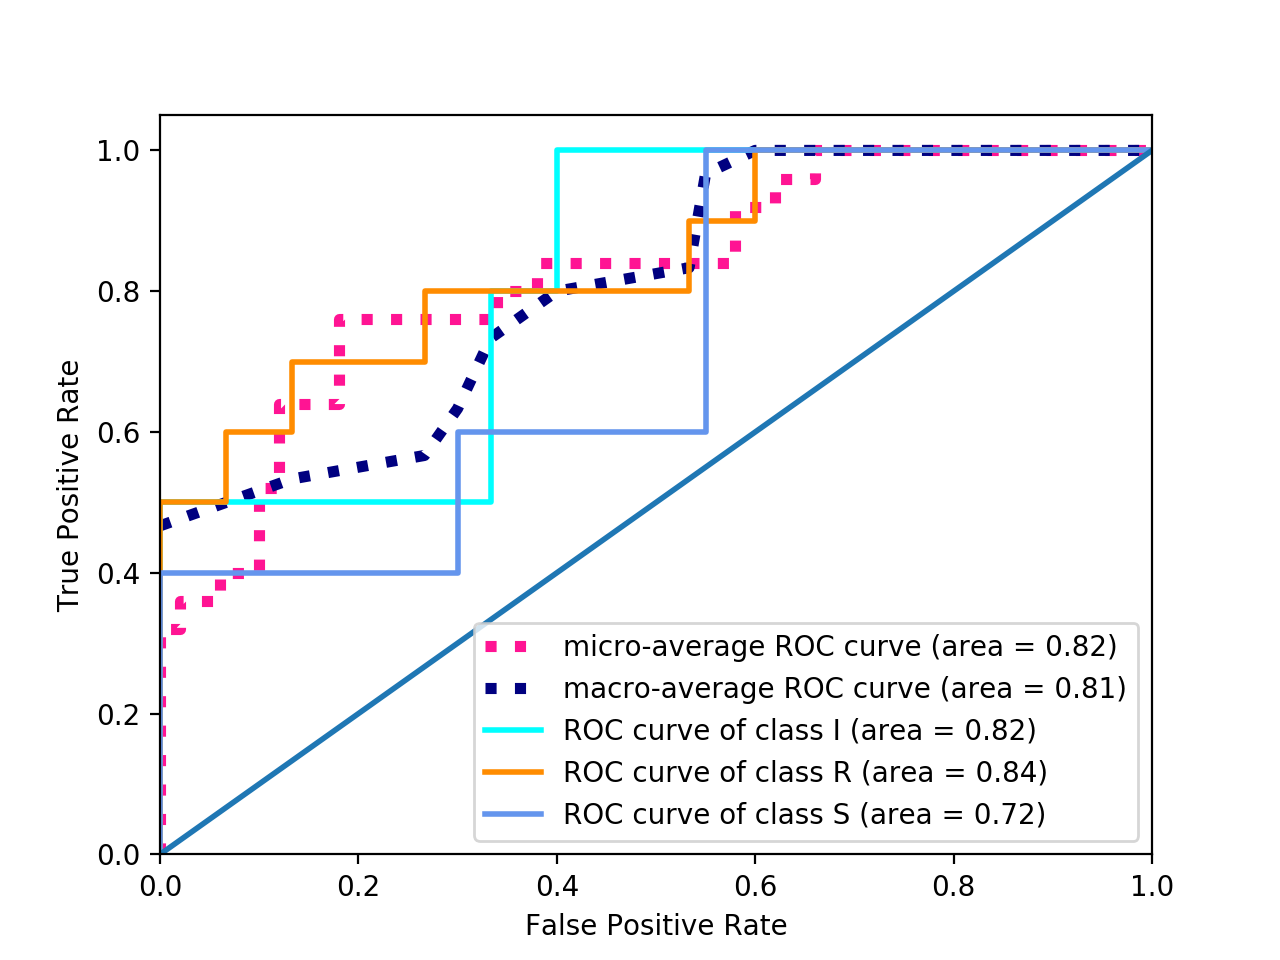 1.0
0.8
0.6
0.4
0.2
0.0
True Positive Rate
micro-average ROC curve (area = 0.82)
macro-average ROC curve (area = 0.81)
ROC curve of class I (area = 0.82)
ROC curve of class R (area = 0.84)
ROC curve of class S (area = 0.72)
0.0 0.2 0.4 0.6 0.8 1.0
False Positive Rate